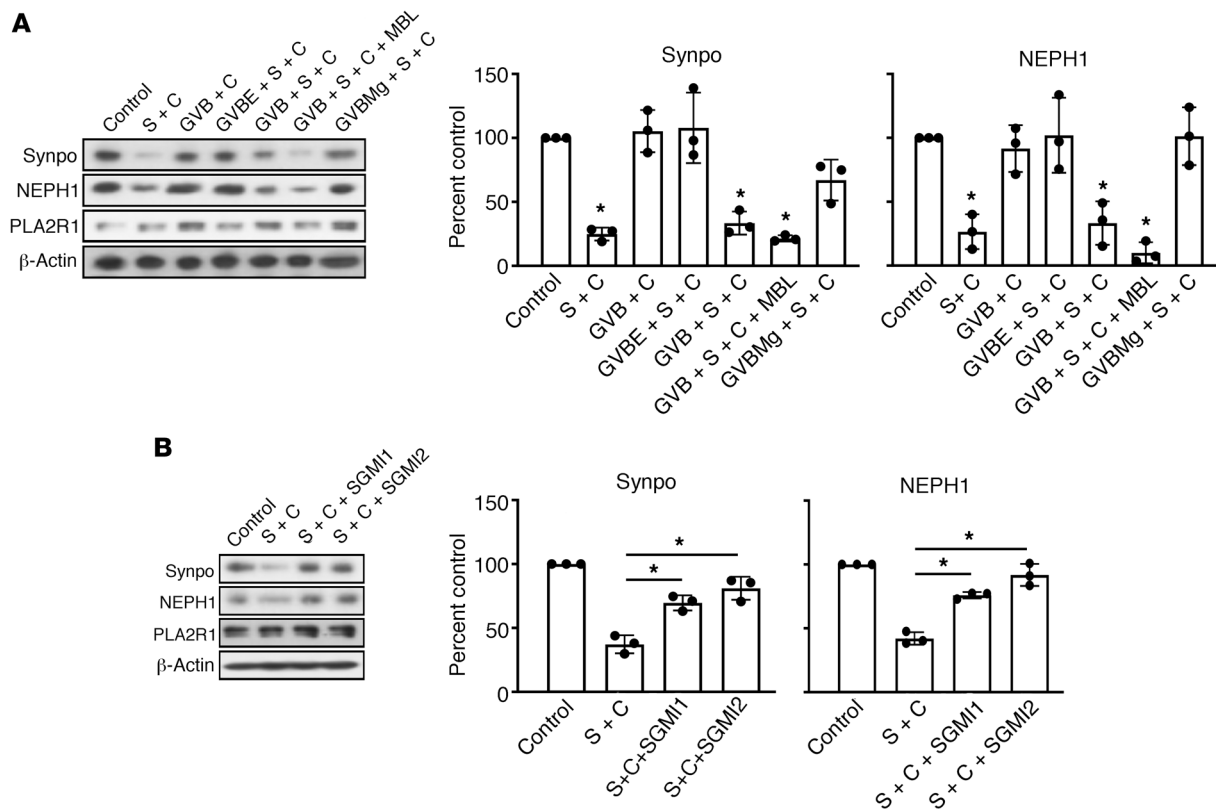 A
Control
S + C
GVB + C
GVBE + S + C
GVB + S + C
GVB + S + C + MBL
GVBMg + S + C
Synpo
NEPH1
PLA2R1
β-Actin
Synpo
Percent control
150
100
50
0
*
*
*
Control
S + C
GVB + C
GVBE + S + C
GVB + S + C
GVB + S + C + MBL
GVBMg + S + C
NEPH1
*
*
*
Control
S+ C
GVB + C
GVBE + S + C
GVB + S + C
GVB + S + C + MBL
GVBMg + S + C
B
Control
S + C
S + C + SGMI1
S + C + SGMI2
Synpo
NEPH1
PLA2R1
β-Actin
Synpo
Percent control
150
100
50
0
*
*
Control
S + C
S+C+SGMI1
S+C+SGMI2
NEPH1
*
*
Control
S + C
S + C + SGMI1
S + C + SGMI2